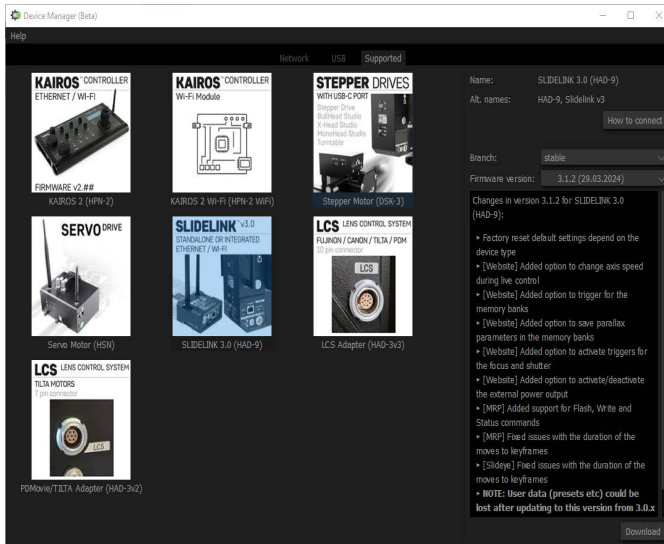 Device Manager (Beta)
Help
Network USB Supported
KAIROS™ CONTROLLER
ETHERNET / WI-FI
FIRMWARE v2.##
KAIROS 2 (HPN-2)
KAIROS™ CONTROLLER
Wi-Fi Module
KAIROS 2 Wi-Fi (HPN-2 WiFi)
STEPPER DRIVES
WITH USB-C PORT
Stepper Drive
BullHead Studio
X-Head Studio
MonoHead Studio
Turntable
Stepper Motor (DSK-3)
SERVO DRIVE
Servo Motor (HSN)
SLIDELINK™ v3.0
STANDALONE OR INTEGRATED
ETHERNET / WI-FI
SLIDELINK 3.0 (HAD-9)
LCS LENS CONTROL SYSTEM
FUJINON / CANON / TILTA / PDM
10 pin connector
LCS
LCS Adapter (HAD-3v3)
LCS LENS CONTROL SYSTEM
TILTA MOTORS
7 pin connector
LCS
PDMovie/TILTA Adapter (HAD-3v2)
Name: SLIDELINK 3.0 (HAD-9)
Alt. names: HAD-9, Slidelink v3
How to connect
Branch: stable
Firmware version: 3.1.2 (29.03.2024)
Changes in version 3.1.2 for SLIDELINK 3.0
(HAD-9):
‣ Factory reset default settings depend on the
device type
‣ [Website] Added option to change axis speed
during live control
‣ [Website] Added option to trigger for the
memory banks
‣ [Website] Added option to save parallax
parameters in the memory banks
‣ [Website] Added option to activate triggers for
the focus and shutter
‣ [Website] Added option to activate/deactivate
the external power output
‣ [MRP] Added support for Flash, Write and
Status commands
‣ [MRP] Fixed issues with the duration of the
moves to keyframes
‣ [Slideye] Fixed issues with the duration of the
moves to keyframes
‣ NOTE: User data (presets etc) could be
lost after updating to this version from 3.0.x
Download